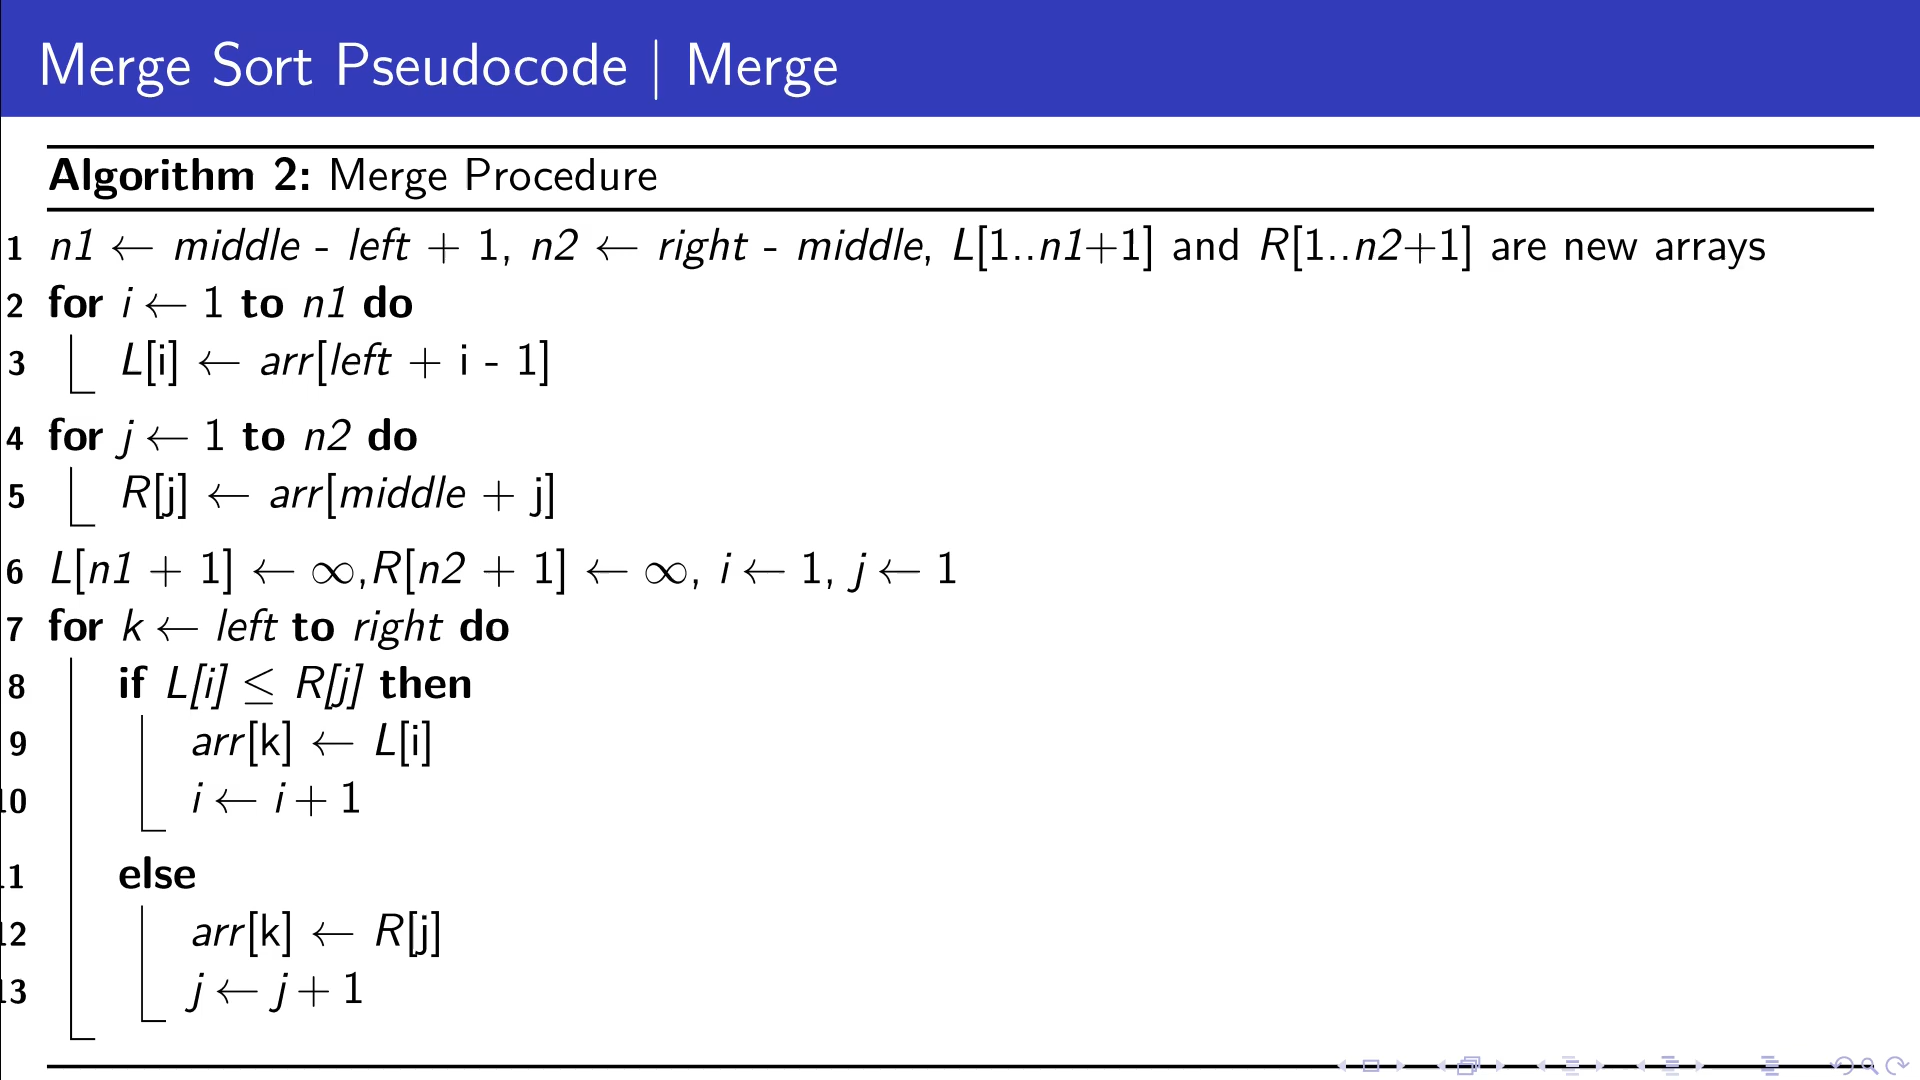 Merge Sort Pseudocode | Merge
Algorithm 2: Merge Procedure
1 n1 ← middle - left + 1, n2 ← right - middle, L[1..n1+1] and R[1..n2+1] are new arrays
2 for i ← 1 to n1 do
3 L[i] ← arr[left + i - 1]
4 for j ← 1 to n2 do
5 R[j] ← arr[middle + j]
6 L[n1 + 1] ← ∞,R[n2 + 1] ← ∞, i ← 1, j ← 1
7 for k ← left to right do
8 if L[i] ≤ R[j] then
9 arr[k] ← L[i]
10 i ← i + 1
11 else
12 arr[k] ← R[j]
13 j ← j + 1